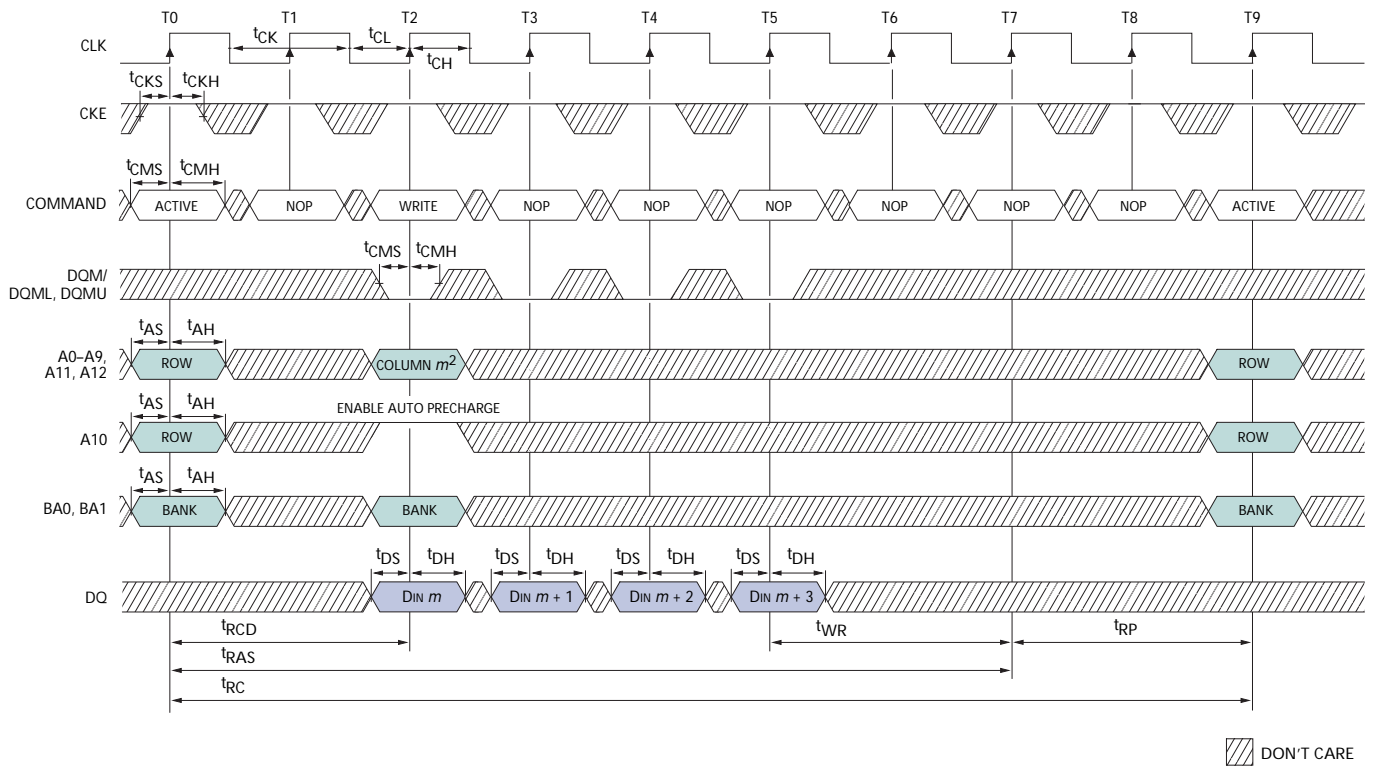 T0 T1 T2 T3 T4 T5 T6 T7 T8 T9
CLK tCK tCL tCH
tCKS tCKH
CKE
tCMS tCMH
COMMAND ACTIVE NOP WRITE NOP NOP NOP NOP NOP NOP ACTIVE
tCMS tCMH
DQM/
DQML, DQMU
tAS tAH
A0–A9,
A11, A12
ROW COLUMN m2 ROW
tAS tAH ENABLE AUTO PRECHARGE
A10 ROW ROW
tAS tAH
BA0, BA1 BANK BANK BANK
tDS tDH tDS tDH tDS tDH tDS tDH
DQ DIN m DIN m + 1 DIN m + 2 DIN m + 3
tRCD tWR tRP
tRAS
tRC
DON'T CARE